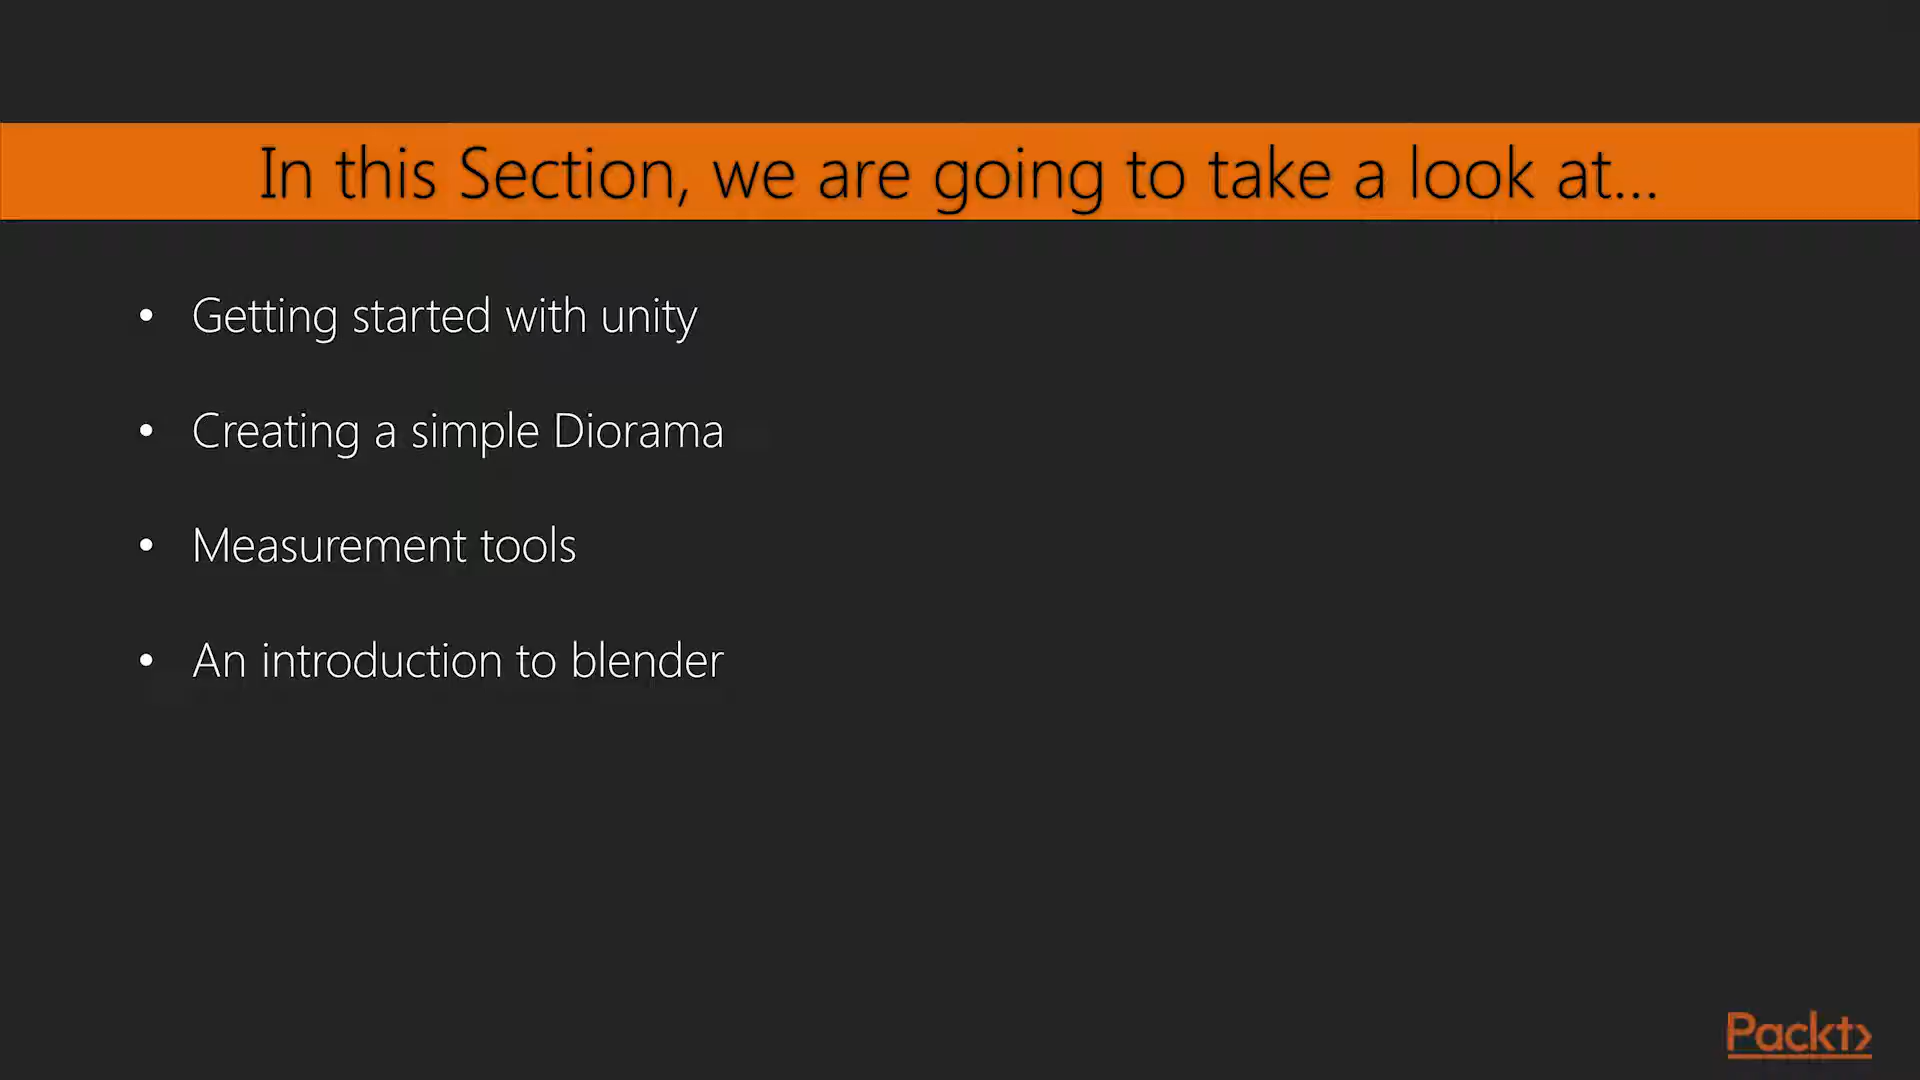 In this Section, we are going to take a look at...
• Getting started with unity
• Creating a simple Diorama
• Measurement tools
• An introduction to blender
Packt>